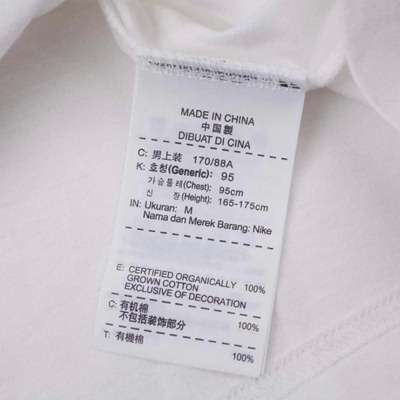 MADE IN CHINA
中国製
DIBUAT DI CINA
C: 男上装 170/88A
K: 호칭(Generic): 95
가슴둘레(Chest): 95cm
신 장(Height): 165-175cm
IN: Ukuran: M
Nama dan Merek Barang: Nike
E: CERTIFIED ORGANICALLY
GROWN COTTON 100%
EXCLUSIVE OF DECORATION
C: 有机棉
不包括装饰部分 100%
T: 有機棉 100%